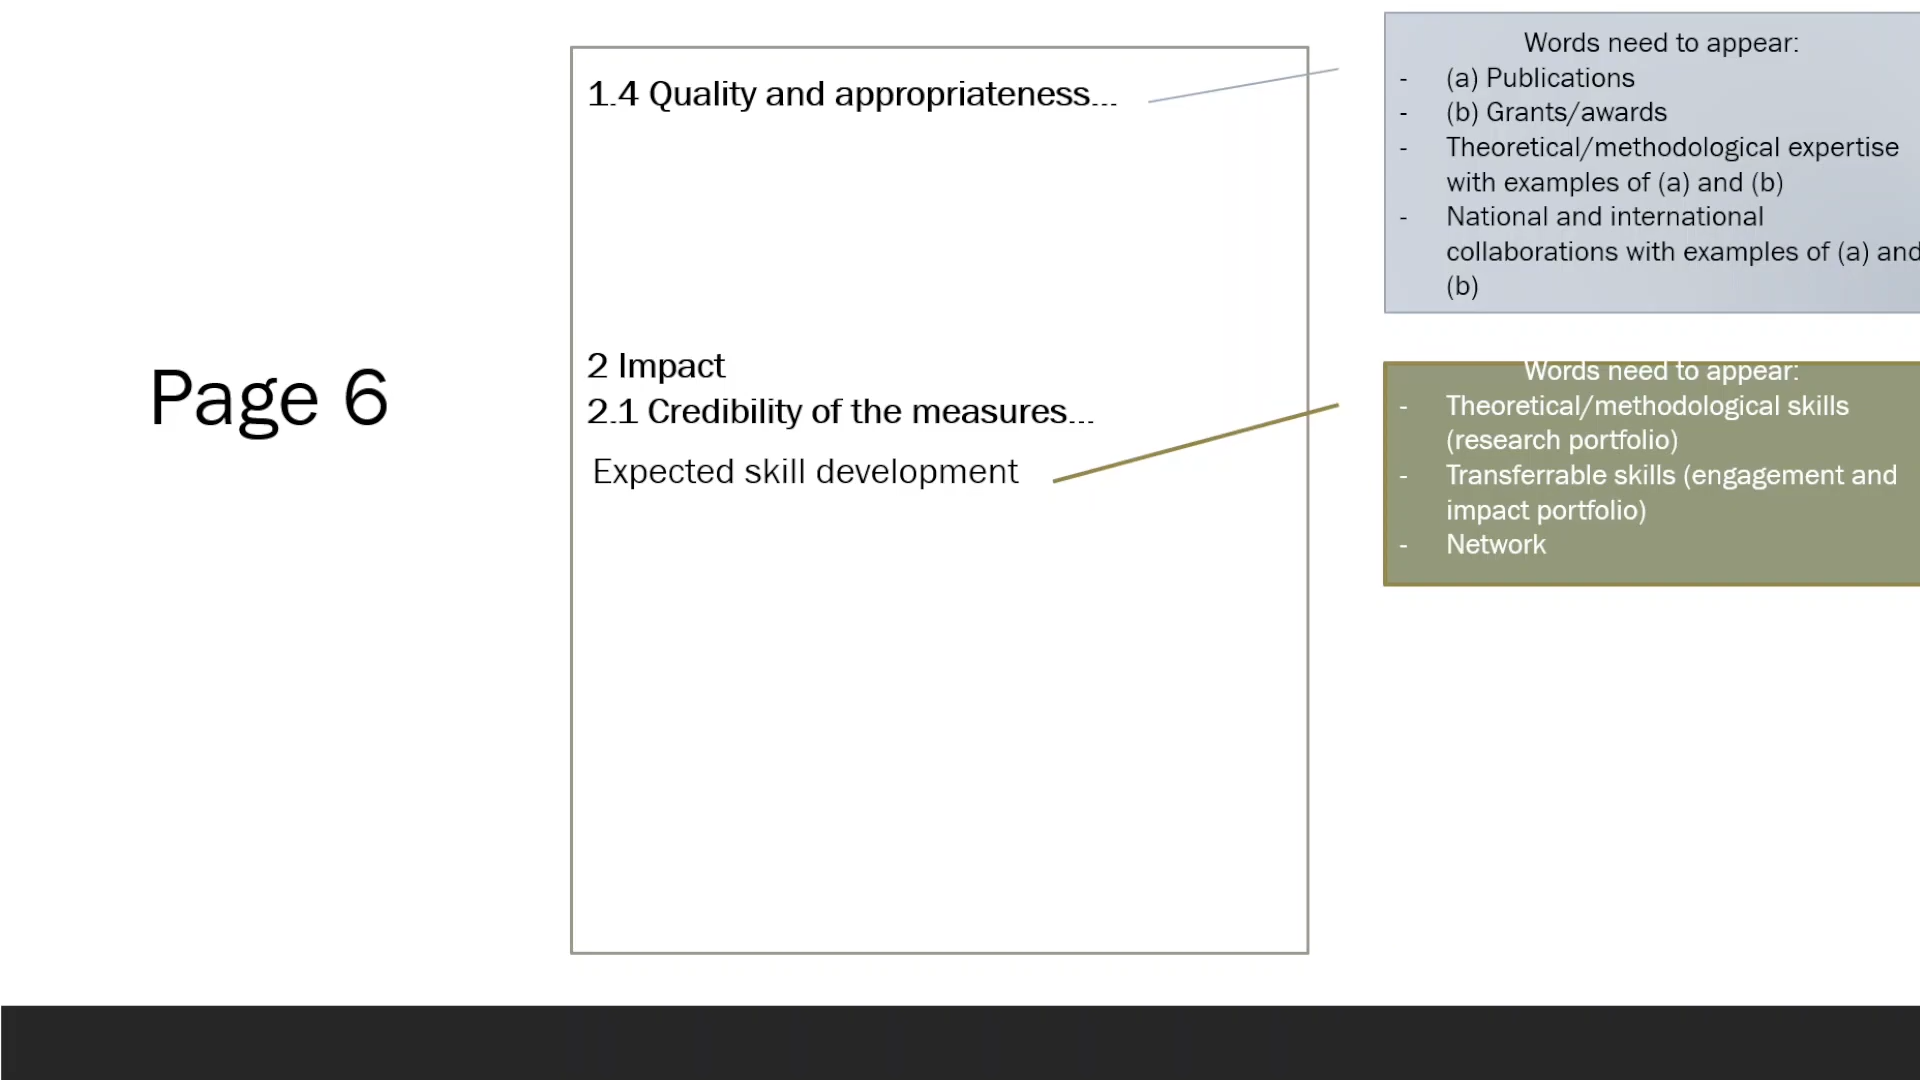 Page 6
1.4 Quality and appropriateness...
2 Impact
2.1 Credibility of the measures...
Expected skill development
Words need to appear:
- (a) Publications
- (b) Grants/awards
- Theoretical/methodological expertise
with examples of (a) and (b)
- National and international
collaborations with examples of (a) and
(b)
Words need to appear:
- Theoretical/methodological skills
(research portfolio)
- Transferrable skills (engagement and
impact portfolio)
- Network